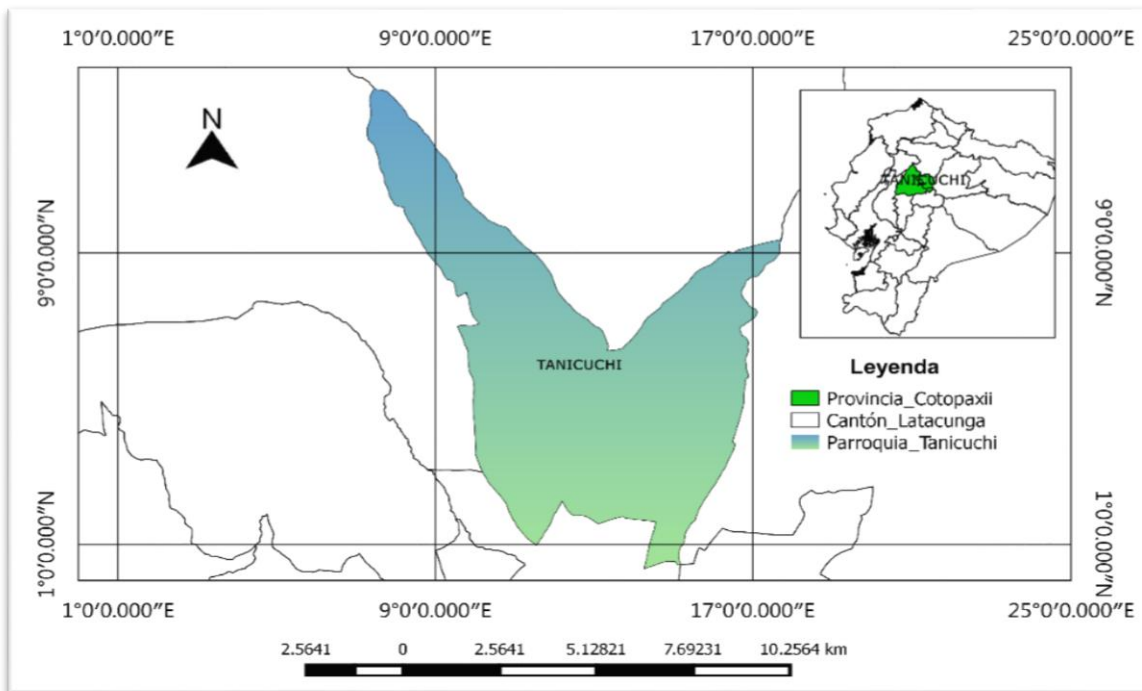 1°0′0.000″E 9°0′0.000″E 17°0′0.000″E 25°0′0.000″E
N
TANICUCHI
9°0′0.000″N
9°0′0.000″N
TANICUCHI
Leyenda
Provincia_Cotopaxii
Cantón_Latacunga
Parroquia_Tanicuchi
1°0′0.000″N
1°0′0.000″N
1°0′0.000″E 9°0′0.000″E 17°0′0.000″E 25°0′0.000″E
2.5641 0 2.5641 5.12821 7.69231 10.2564 km